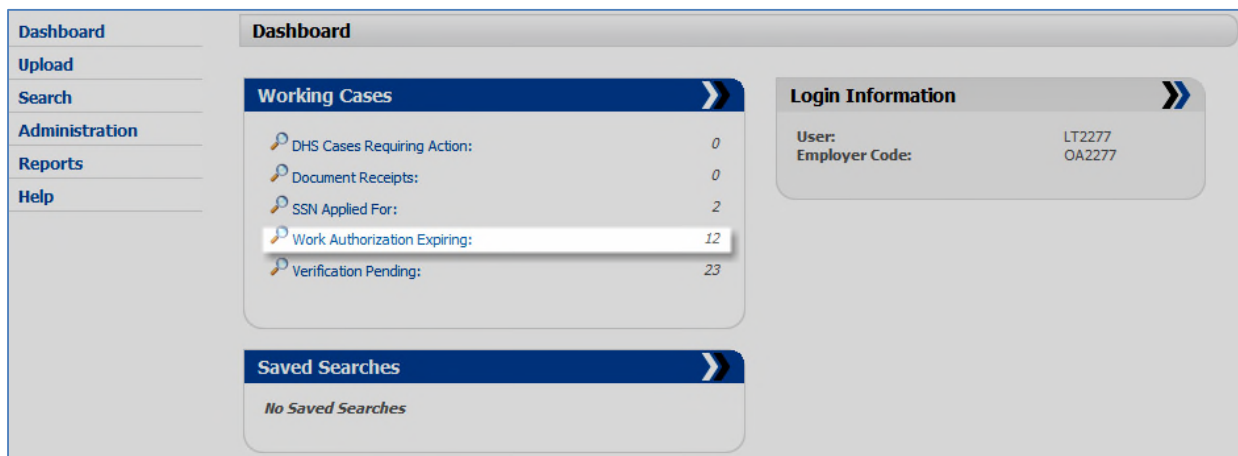 Dashboard
Upload
Search
Administration
Reports
Help
Dashboard
Working Cases
DHS Cases Requiring Action: 0
Document Receipts: 0
SSN Applied For: 2
Work Authorization Expiring: 12
Verification Pending: 23
Saved Searches
No Saved Searches
Login Information
User: LT2277
Employer Code: OA2277